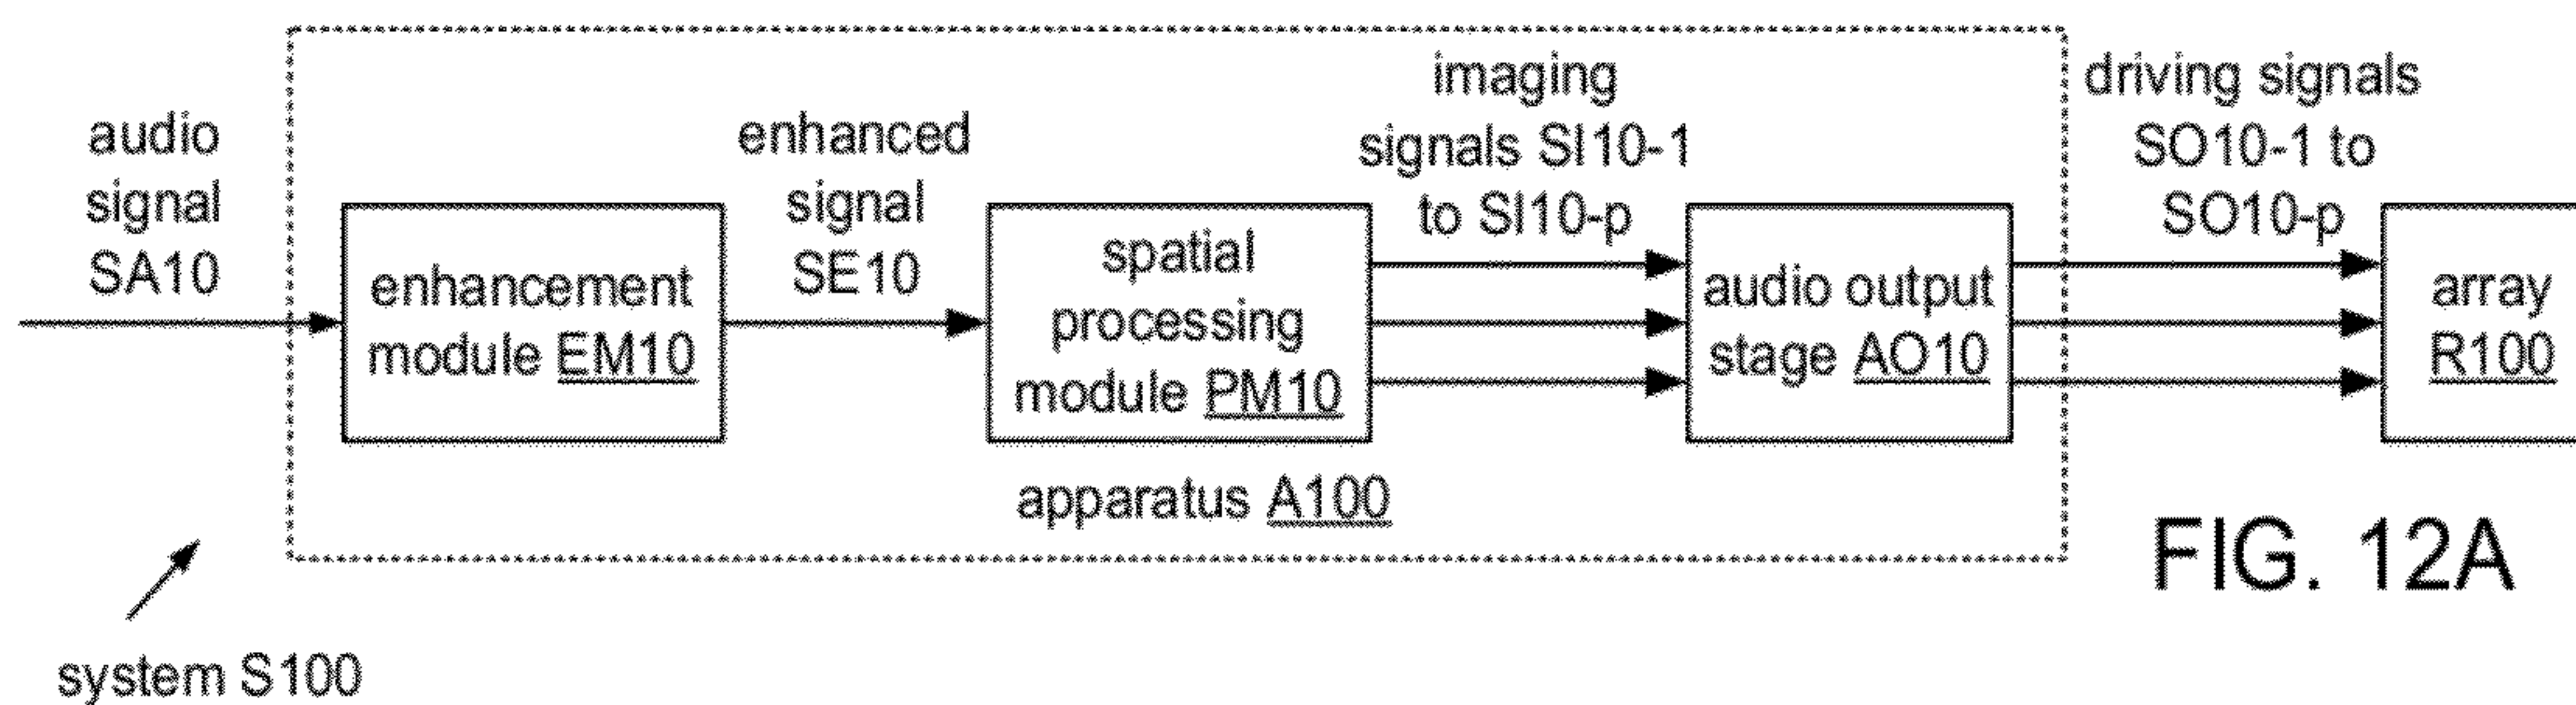 audio
signal
SA10
enhancement
module EM10
enhanced
signal
SE10
spatial
processing
module PM10
imaging
signals SI10-1
to SI10-p
audio output
stage AO10
driving signals
SO10-1 to
SO10-p
array
R100
apparatus A100
system S100
FIG. 12A